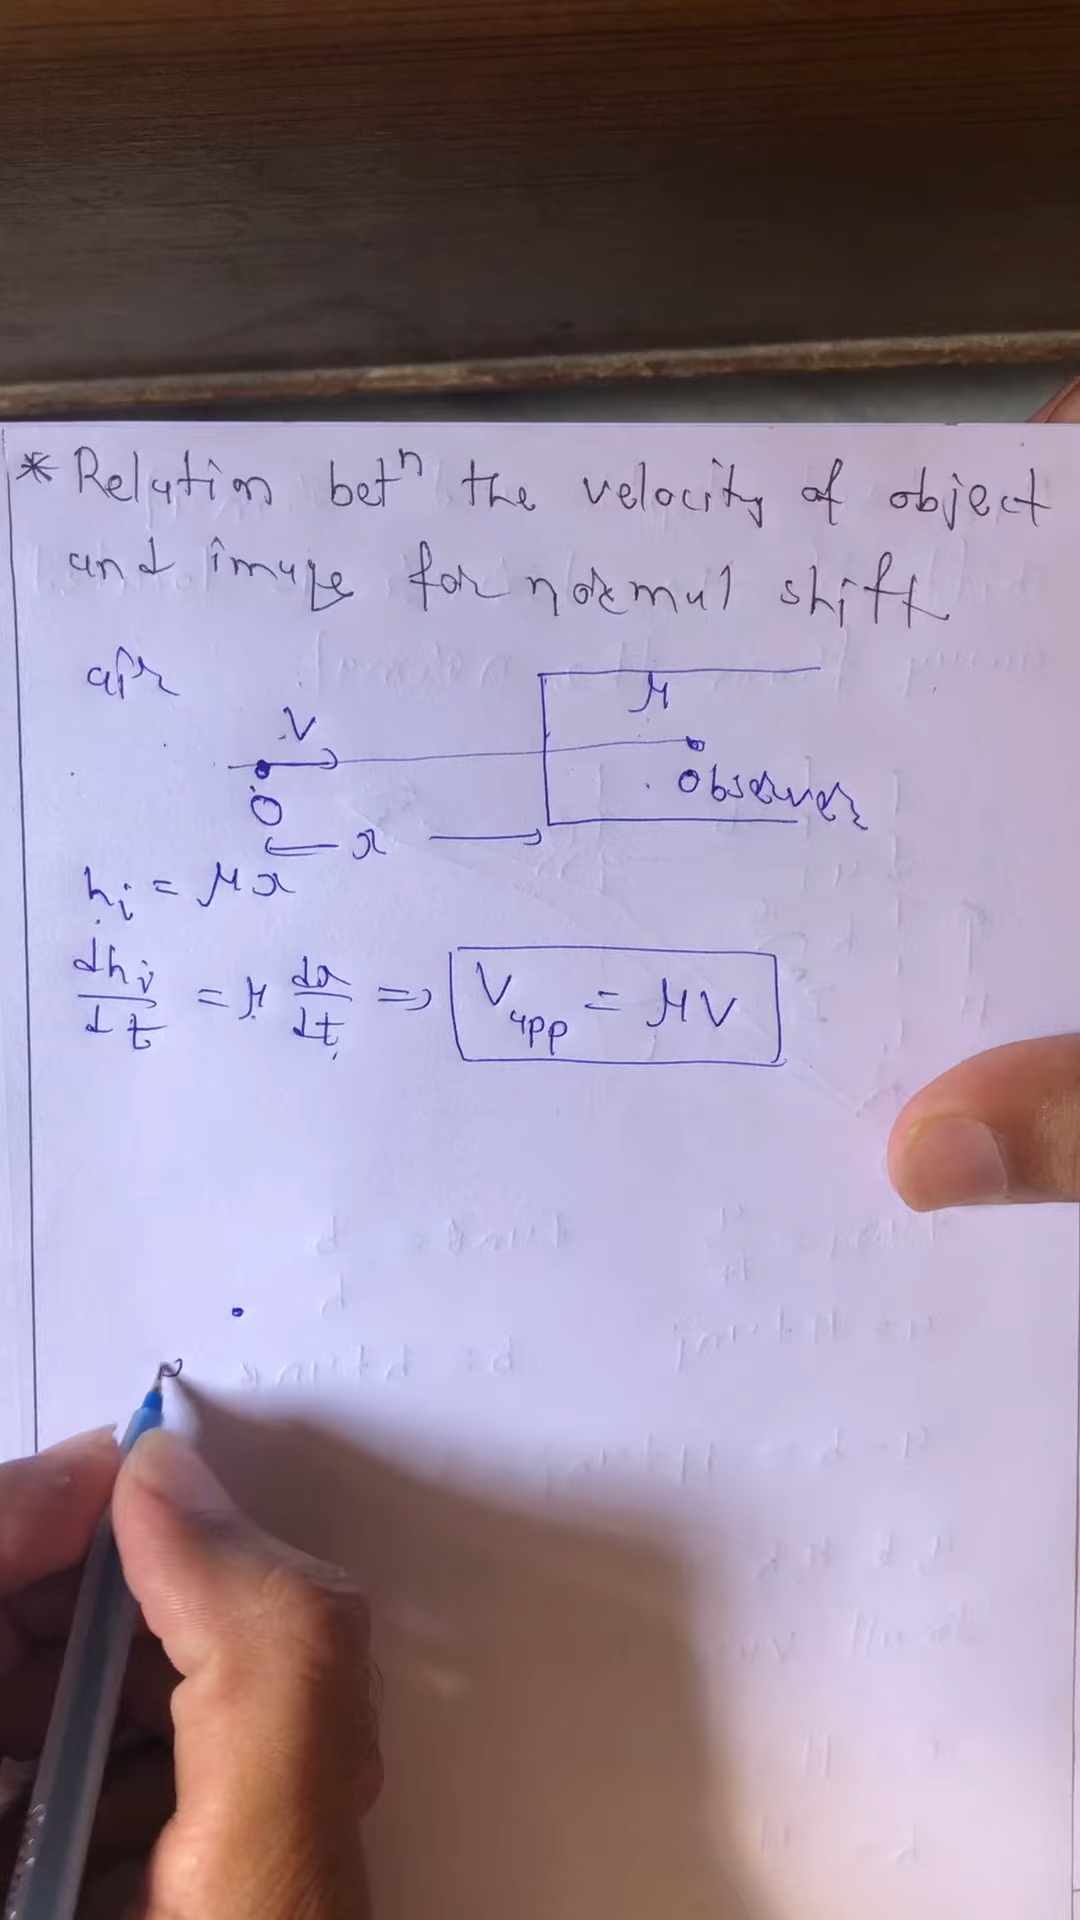 * Relation betⁿ the velocity of object
and image for normal shift
air
μ
V
Observer
O
x
hᵢ = μx
dhᵢ/dt = μ dx/dt ⇒ V_app = μV